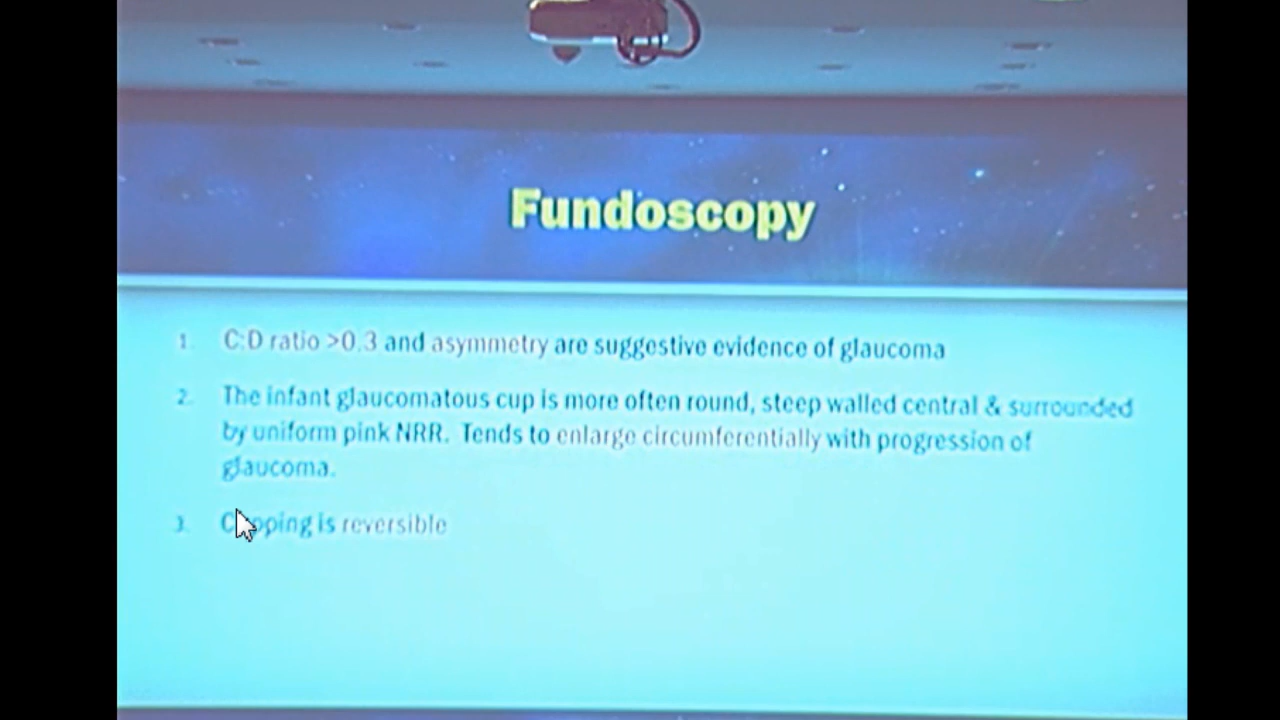 Fundoscopy
1. C:D ratio >0.3 and asymmetry are suggestive evidence of glaucoma
2. The infant glaucomatous cup is more often round, steep walled central & surrounded
by uniform pink NRR. Tends to enlarge circumferentially with progression of
glaucoma.
3. Cupping is reversible